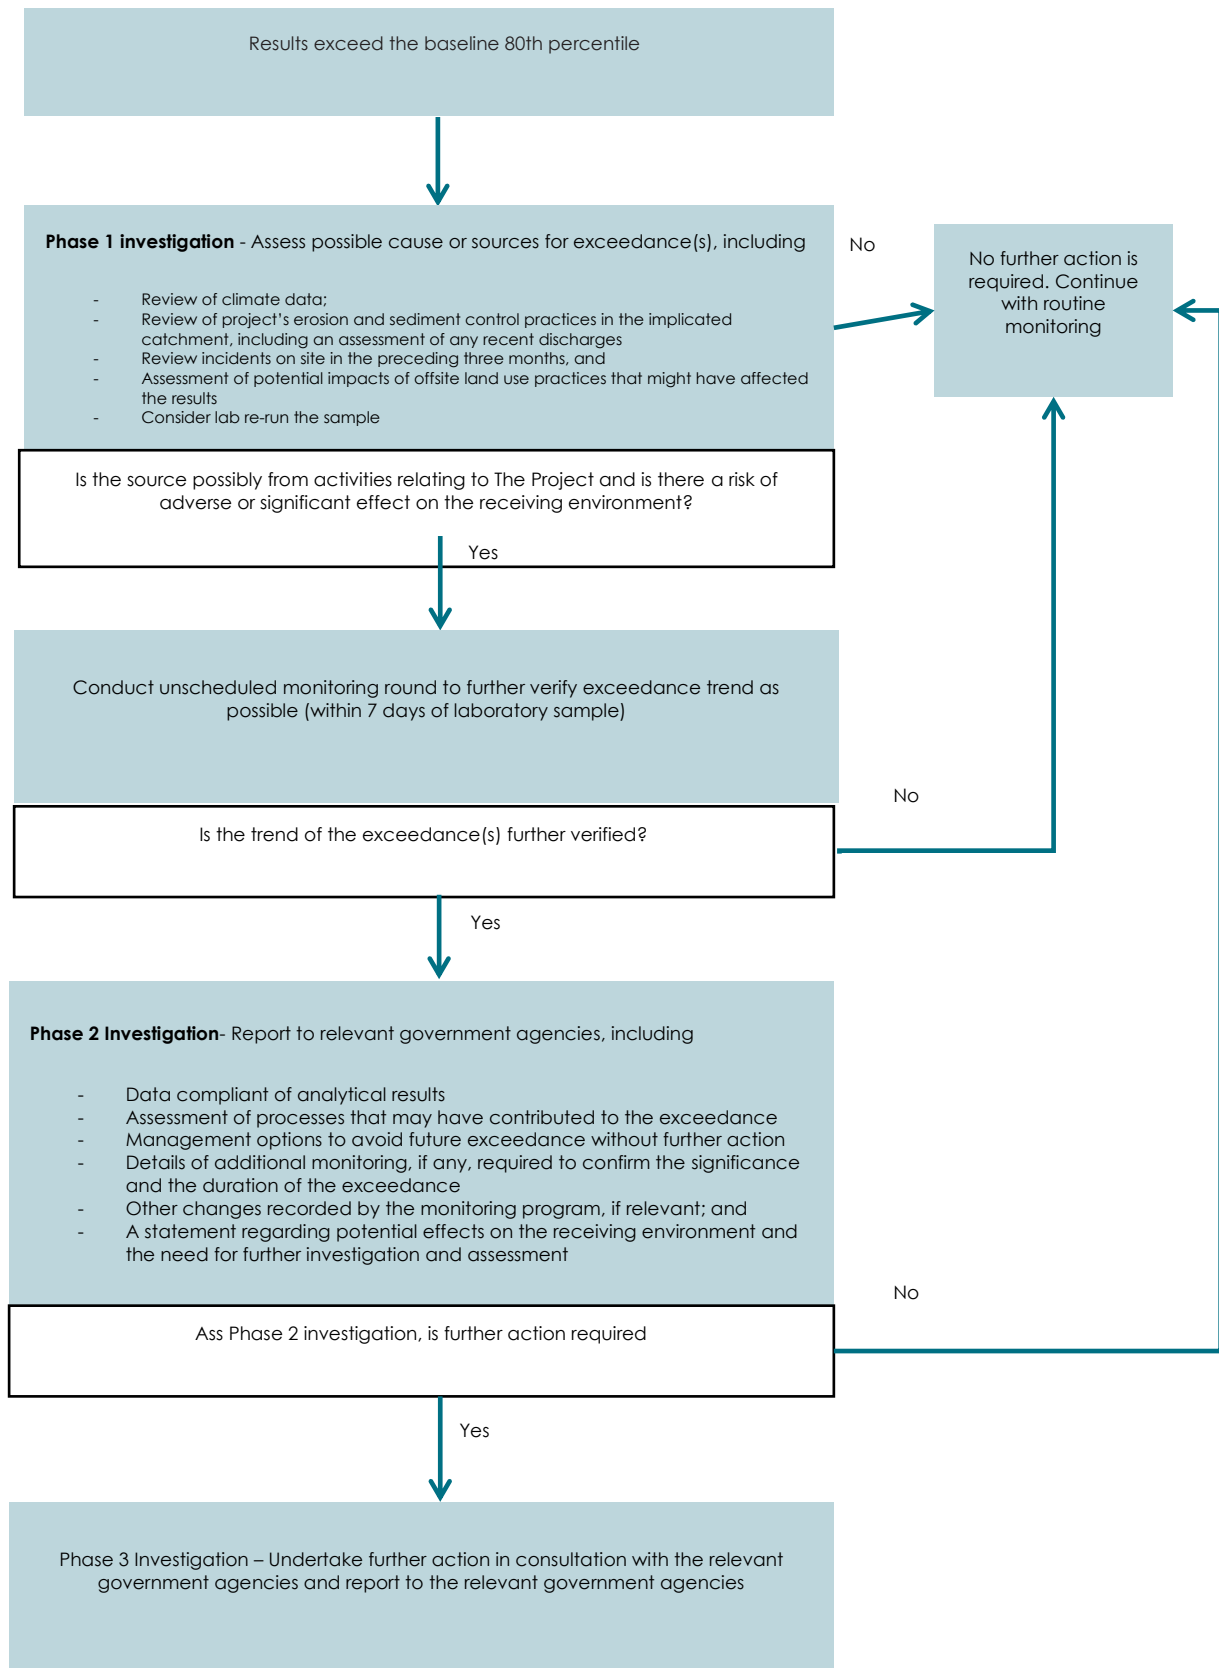 Results exceed the baseline 80th percentile
Phase 1 investigation - Assess possible cause or sources for exceedance(s), including
- Review of climate data;
- Review of project's erosion and sediment control practices in the implicated
catchment, including an assessment of any recent discharges
- Review incidents on site in the preceding three months, and
- Assessment of potential impacts of offsite land use practices that might have affected
the results
- Consider lab re-run the sample
No
No further action is
required. Continue
with routine
monitoring
Is the source possibly from activities relating to The Project and is there a risk of
adverse or significant effect on the receiving environment?
Yes
Conduct unscheduled monitoring round to further verify exceedance trend as
possible (within 7 days of laboratory sample)
No
Is the trend of the exceedance(s) further verified?
Yes
Phase 2 Investigation- Report to relevant government agencies, including
- Data compliant of analytical results
- Assessment of processes that may have contributed to the exceedance
- Management options to avoid future exceedance without further action
- Details of additional monitoring, if any, required to confirm the significance
and the duration of the exceedance
- Other changes recorded by the monitoring program, if relevant; and
- A statement regarding potential effects on the receiving environment and
the need for further investigation and assessment
No
Ass Phase 2 investigation, is further action required
Yes
Phase 3 Investigation – Undertake further action in consultation with the relevant
government agencies and report to the relevant government agencies